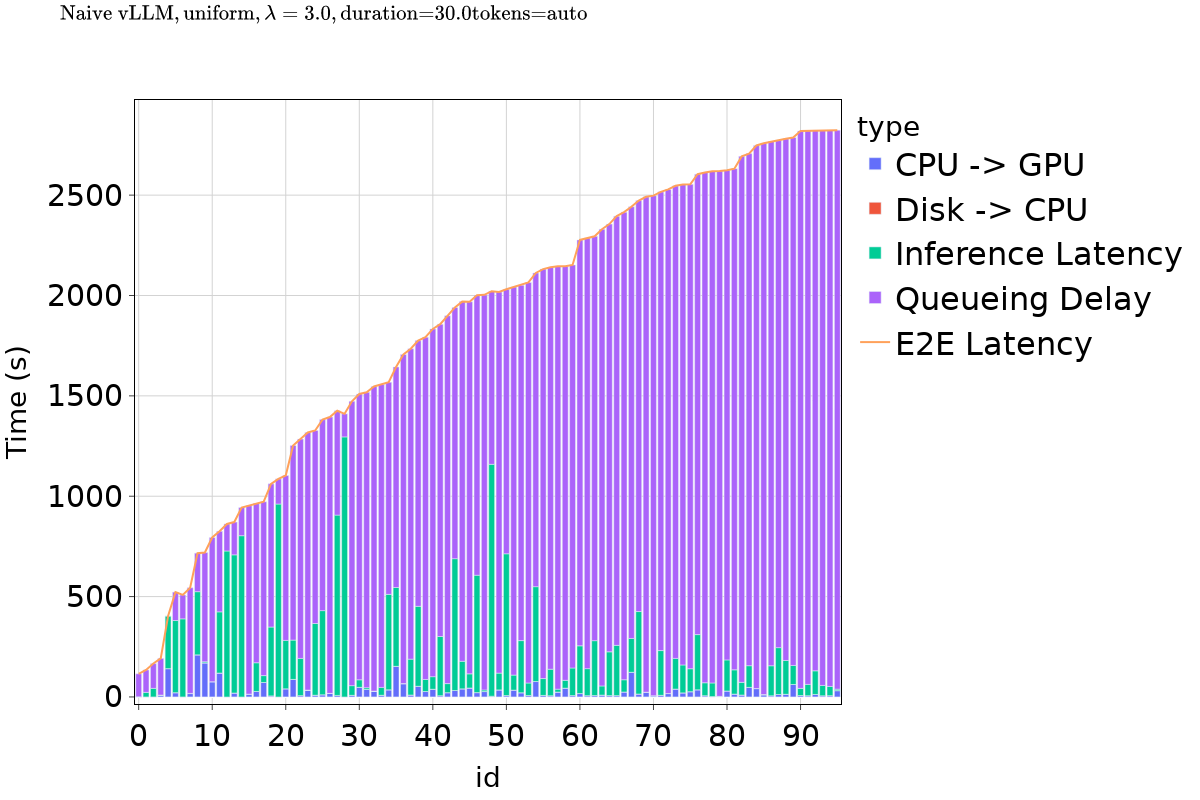 Naive vLLM, uniform, λ = 3.0, duration=30.0tokens=auto
type
CPU -> GPU
Disk -> CPU
Inference Latency
Queueing Delay
E2E Latency
Time (s)
2500
2000
1500
1000
500
0
0 10 20 30 40 50 60 70 80 90
id